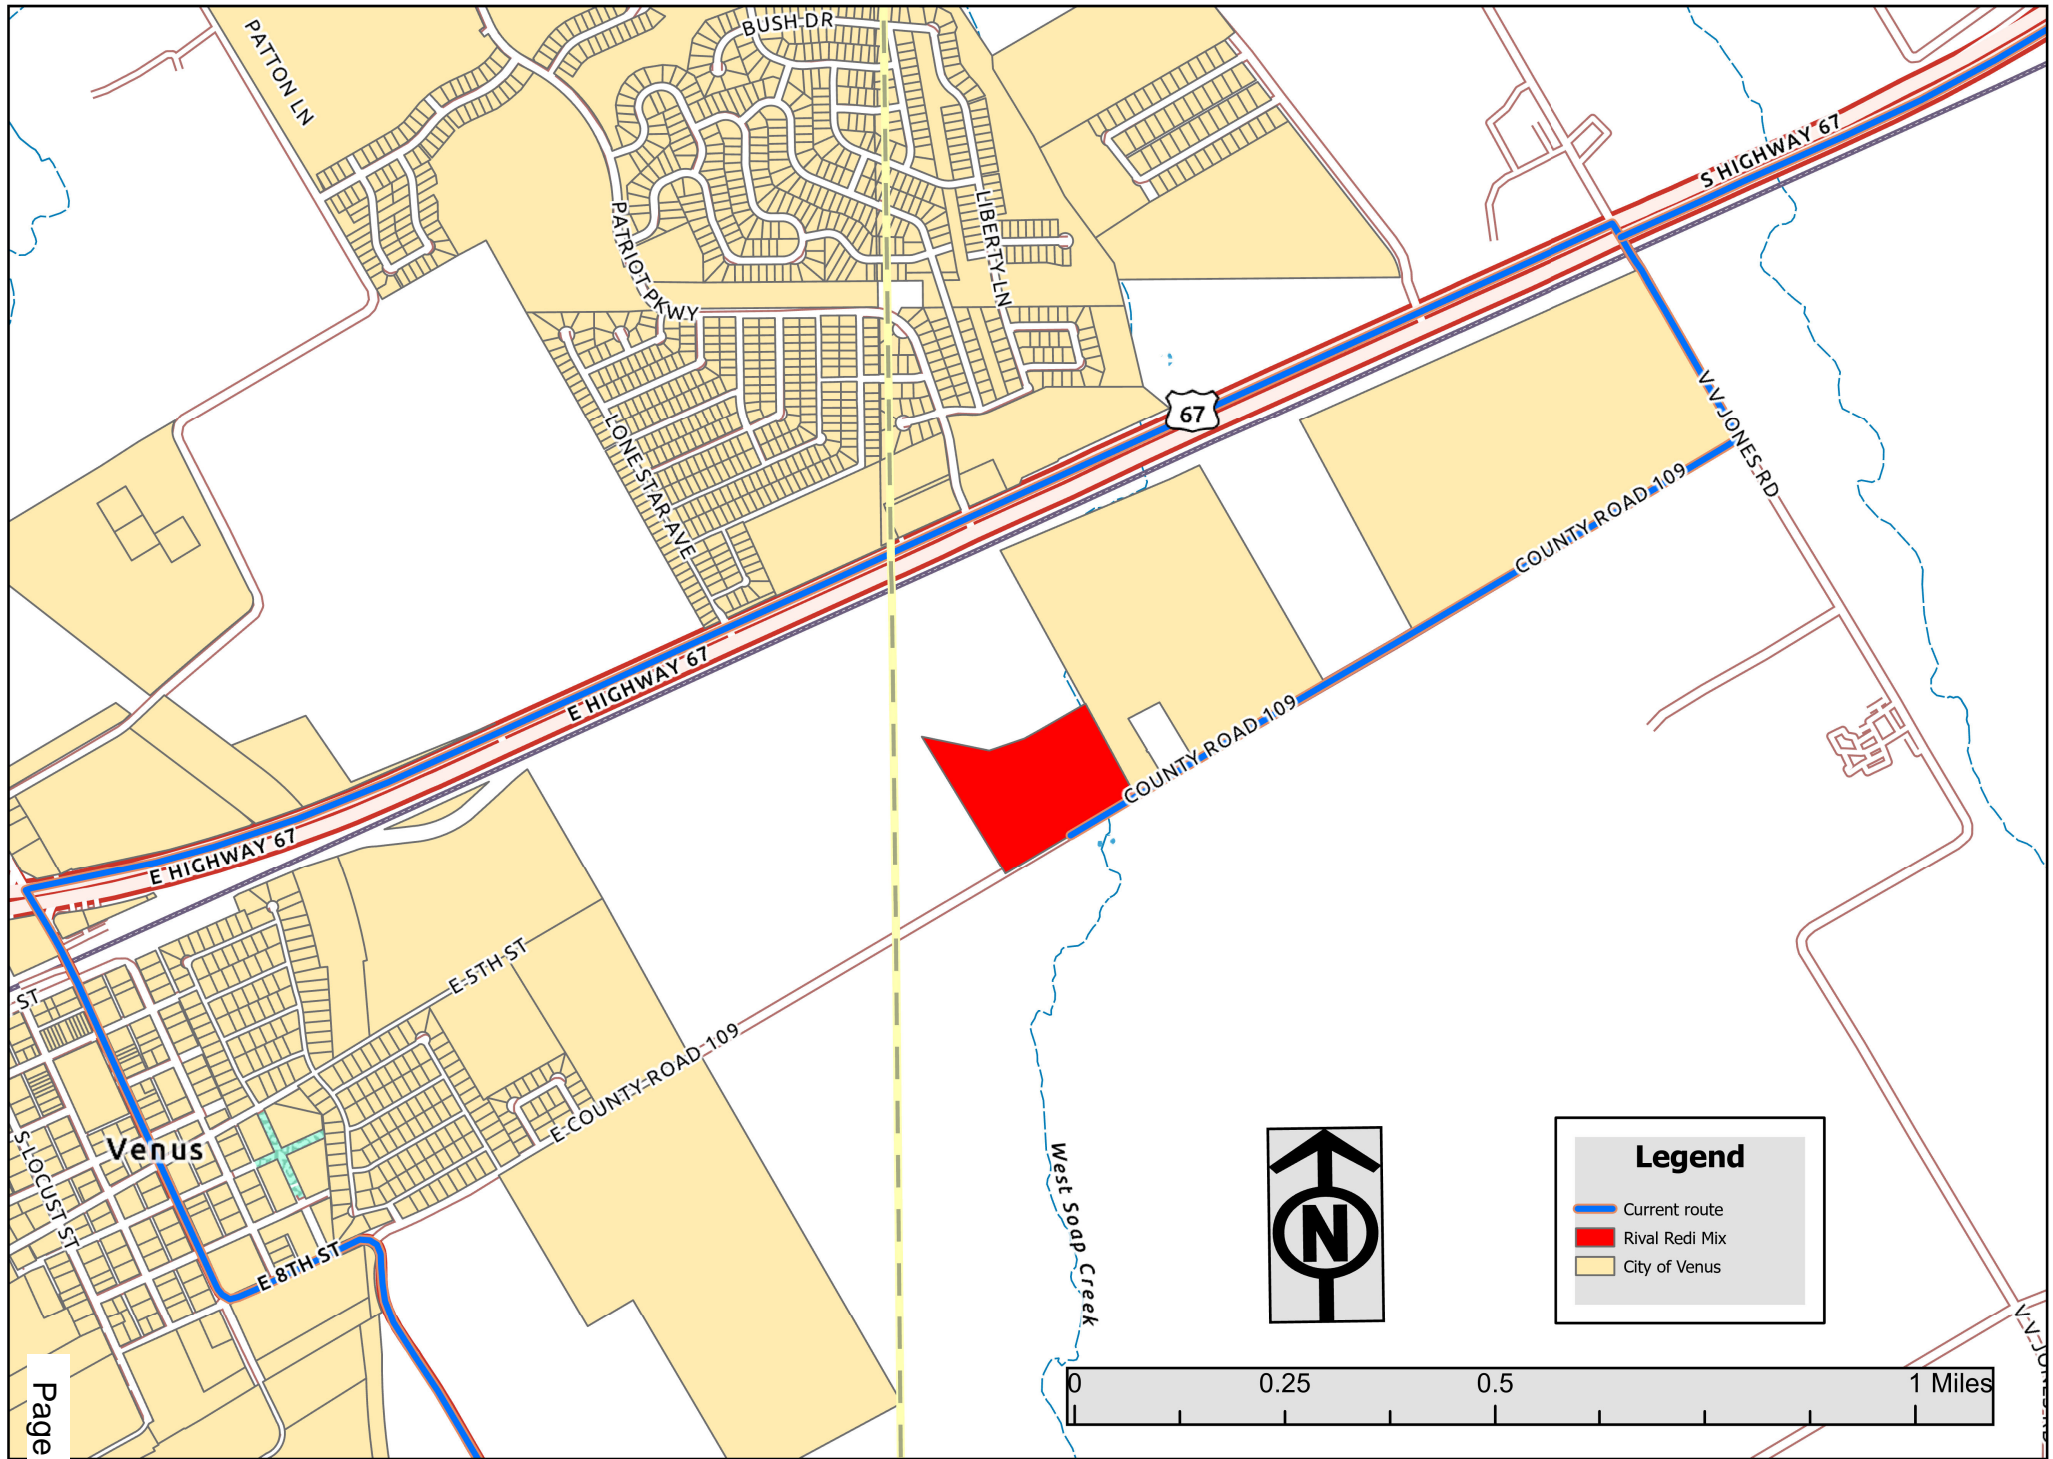 BUSH DR
PATTON LN
S HIGHWAY 67
PATRIOT PKWY
LIBERTY LN
67
V V JONES RD
LONE STAR AVE
COUNTY ROAD 109
E HIGHWAY 67
COUNTY ROAD 109
E HIGHWAY 67
E 5TH ST
ST
E COUNTY ROAD 109
Venus
S LOCUST ST
E 8TH ST
West Soap Creek
N
Legend
Current route
Rival Redi Mix
City of Venus
0 0.25 0.5 1 Miles
Page